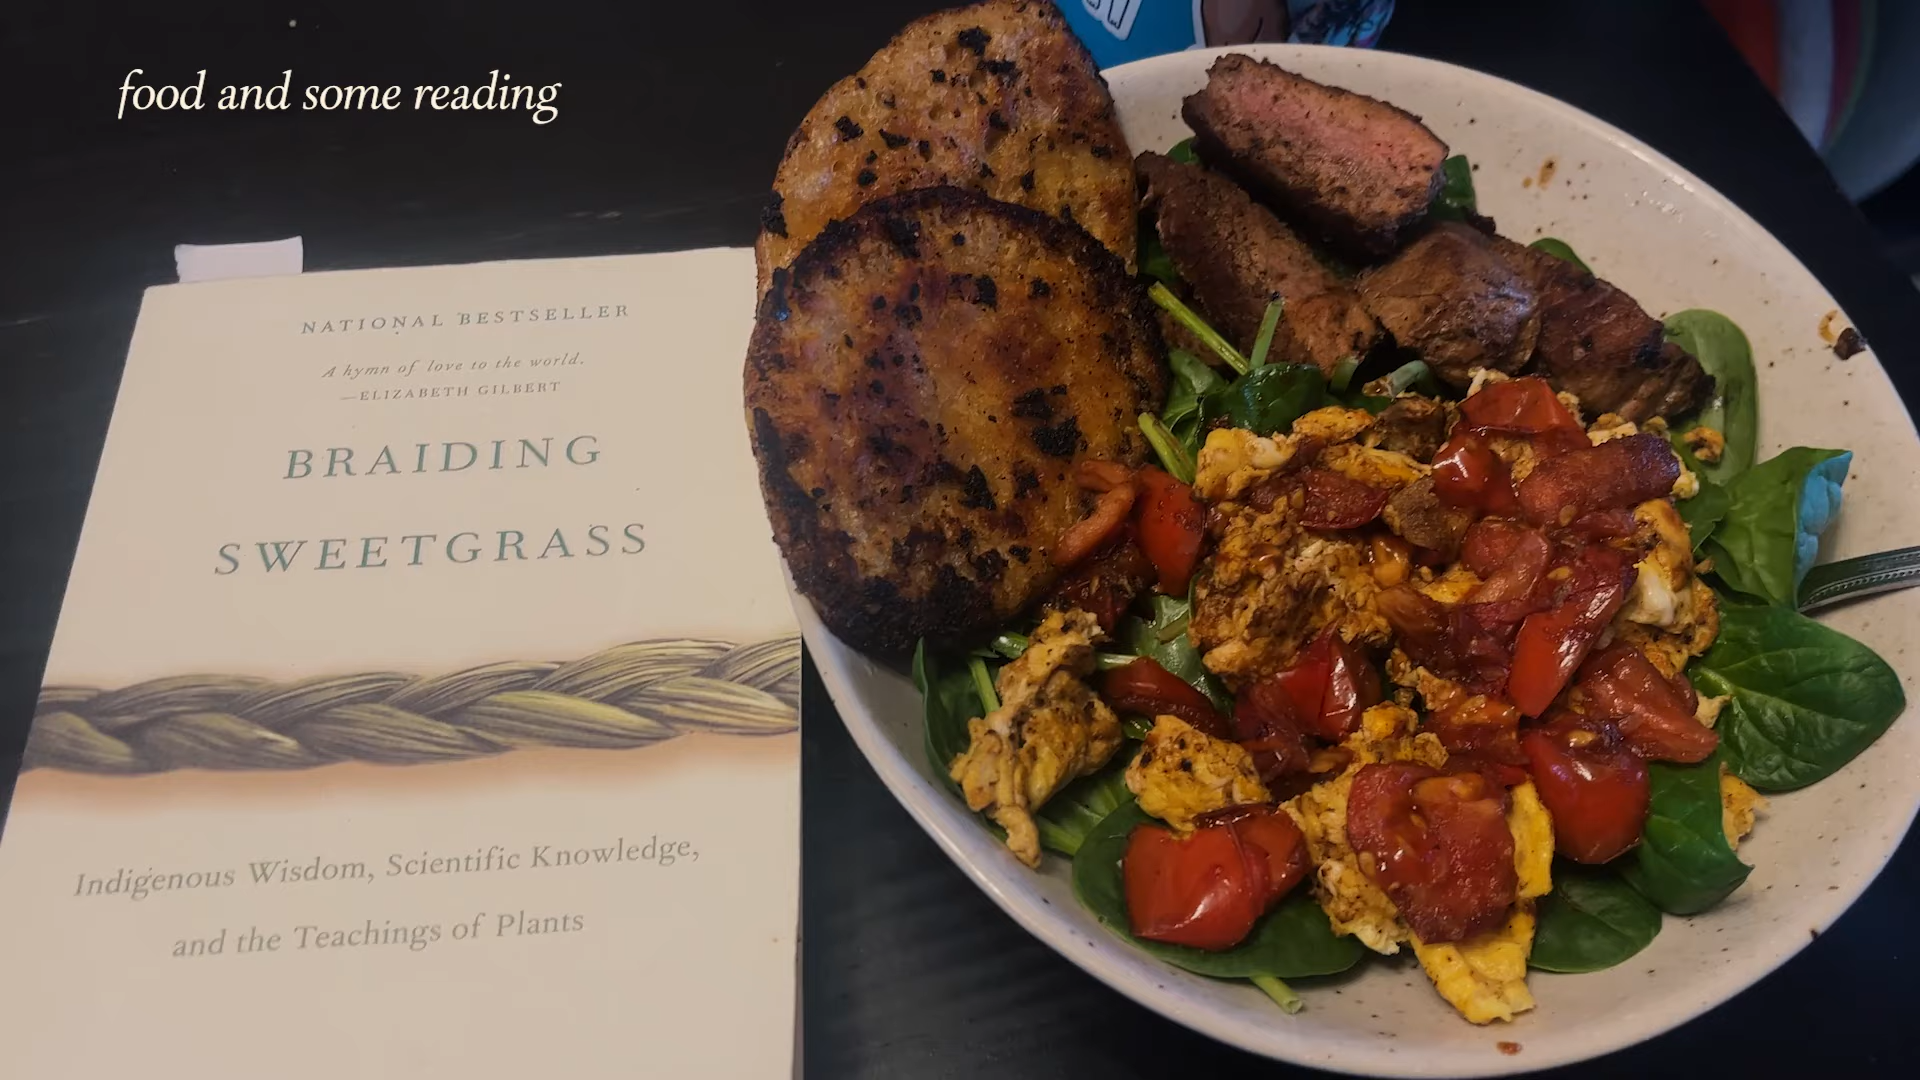 food and some reading
NATIONAL BESTSELLER
A hymn of love to the world.
—ELIZABETH GILBERT
BRAIDING
SWEETGRASS
Indigenous Wisdom, Scientific Knowledge,
and the Teachings of Plants